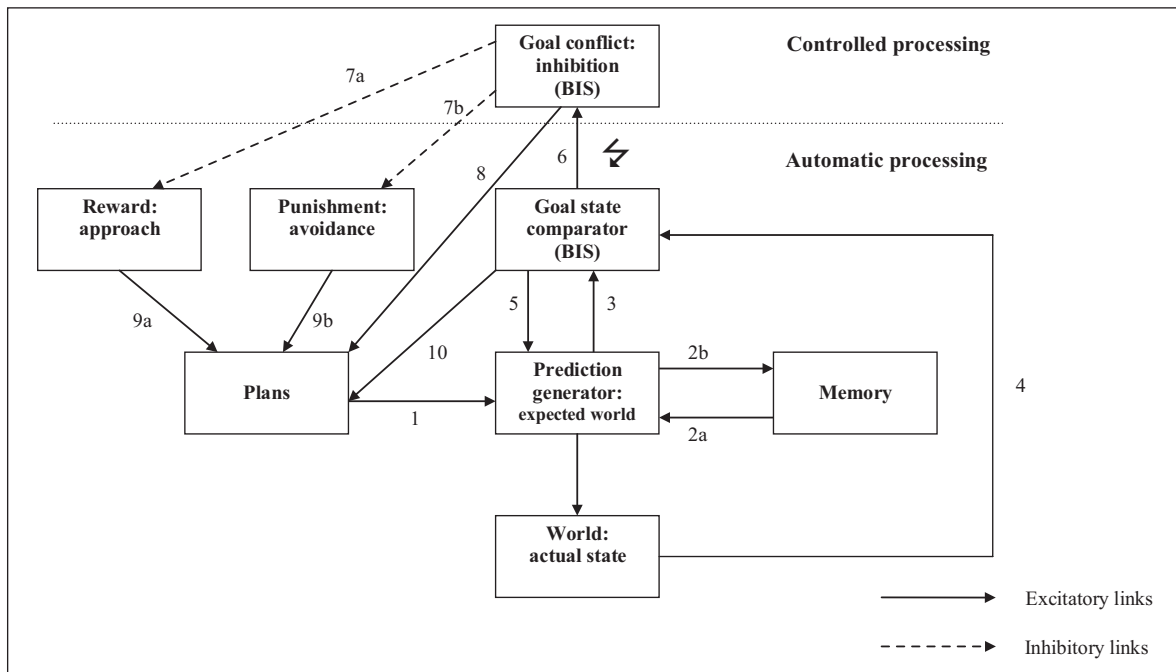 Goal conflict:
inhibition
(BIS)
Controlled processing
7a
7b
8
6
Automatic processing
Reward:
approach
Punishment:
avoidance
Goal state
comparator
(BIS)
9a
9b
5
3
10
Plans
1
Prediction
generator:
expected world
2b
2a
Memory
4
World:
actual state
Excitatory links
Inhibitory links